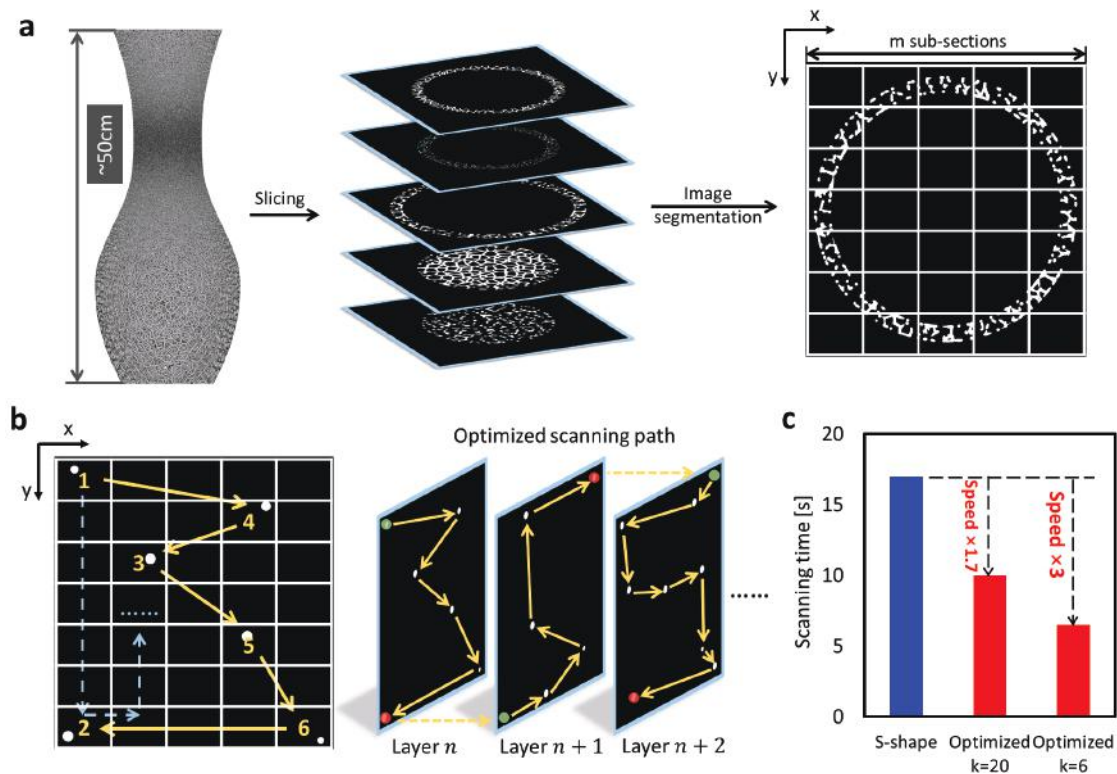 a
~50cm
Slicing
Image
segmentation
x
y
m sub-sections
b
x
y
1
4
3
......
5
2
6
Optimized scanning path
Layer n
Layer n + 1
Layer n + 2
......
c
Scanning time [s]
20
15
10
5
0
Speed ×1.7
Speed ×3
S-shape
Optimized
k=20
Optimized
k=6